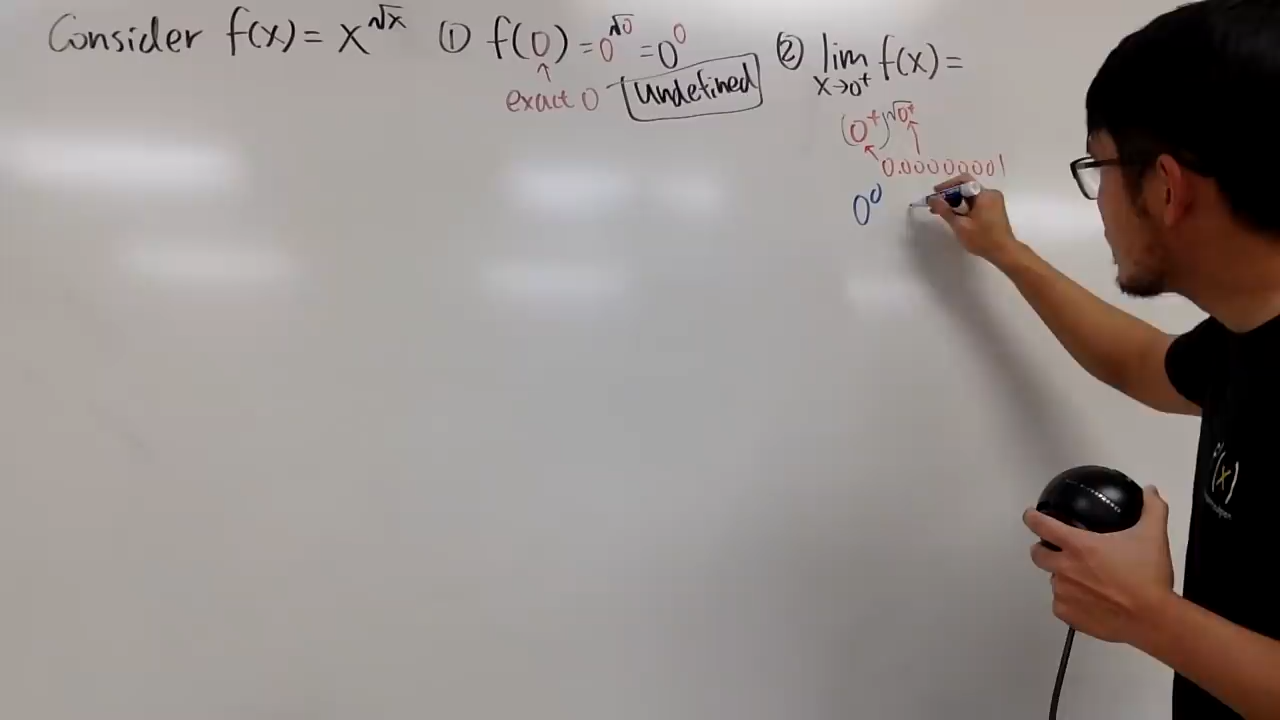 Consider f(x) = x^√x ① f(0) = 0^√0 = 0^0
exact 0
undefined
② lim f(x) =
x→0⁺
(0⁺)^√0⁺
0.00000001
0^0
(x)